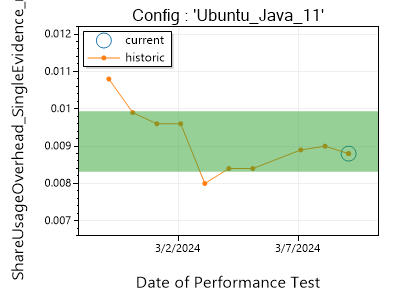 Config : 'Ubuntu_Java_11'
current
historic
0.012
0.011
0.01
0.009
0.008
0.007
3/2/2024
3/7/2024
Date of Performance Test
ShareUsageOverhead_SingleEvidence_